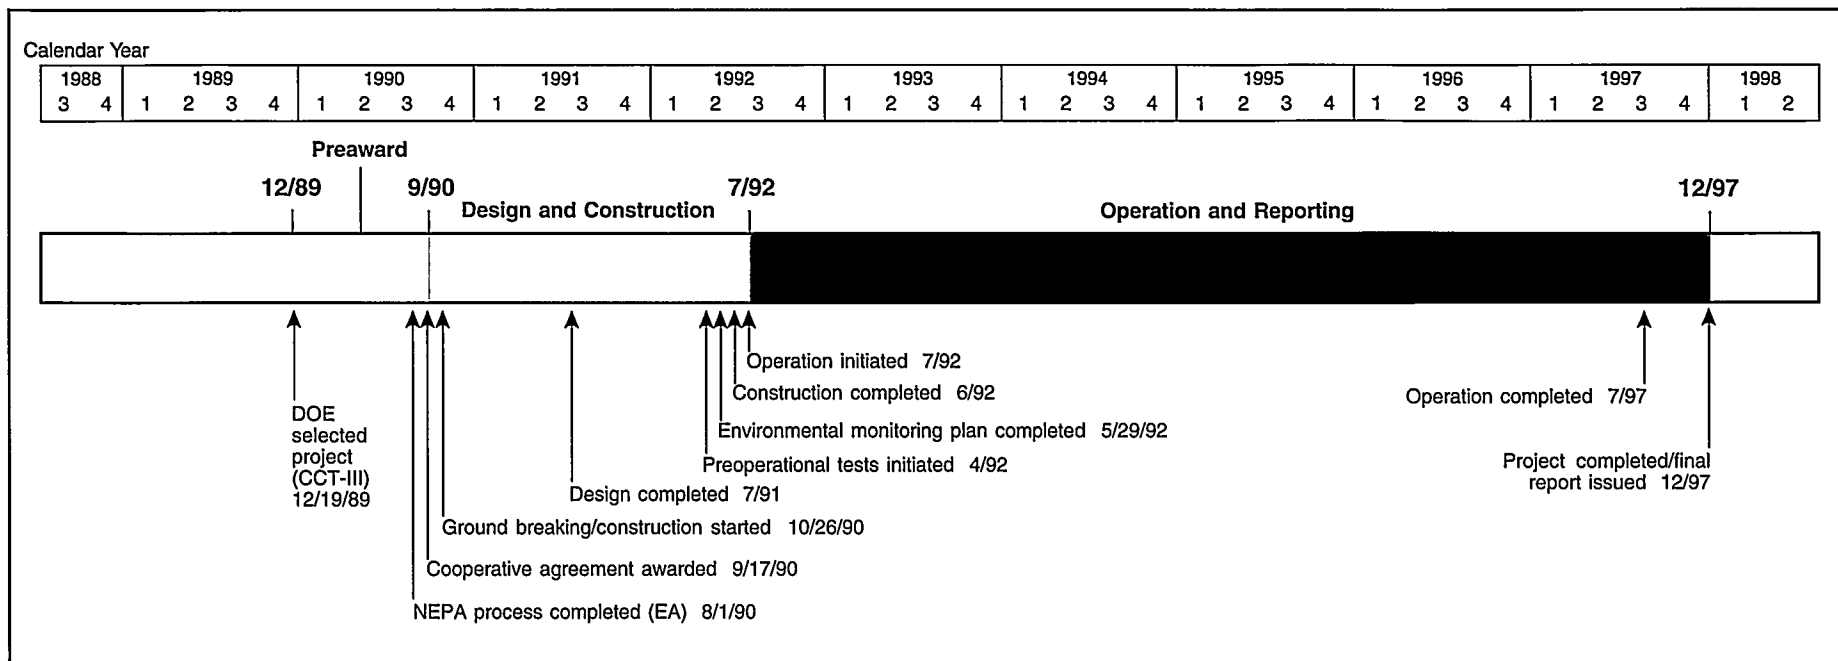 Calendar Year
1988 1989 1990 1991 1992 1993 1994 1995 1996 1997 1998
3 4 1 2 3 4 1 2 3 4 1 2 3 4 1 2 3 4 1 2 3 4 1 2 3 4 1 2 3 4 1 2 3 4 1 2 3 4 1 2
Preaward
12/89 9/90 7/92 12/97
Design and Construction Operation and Reporting
Operation initiated 7/92
Construction completed 6/92
Operation completed 7/97
DOE
selected
project
(CCT-III)
12/19/89
Environmental monitoring plan completed 5/29/92
Preoperational tests initiated 4/92
Project completed/final
report issued 12/97
Design completed 7/91
Ground breaking/construction started 10/26/90
Cooperative agreement awarded 9/17/90
NEPA process completed (EA) 8/1/90